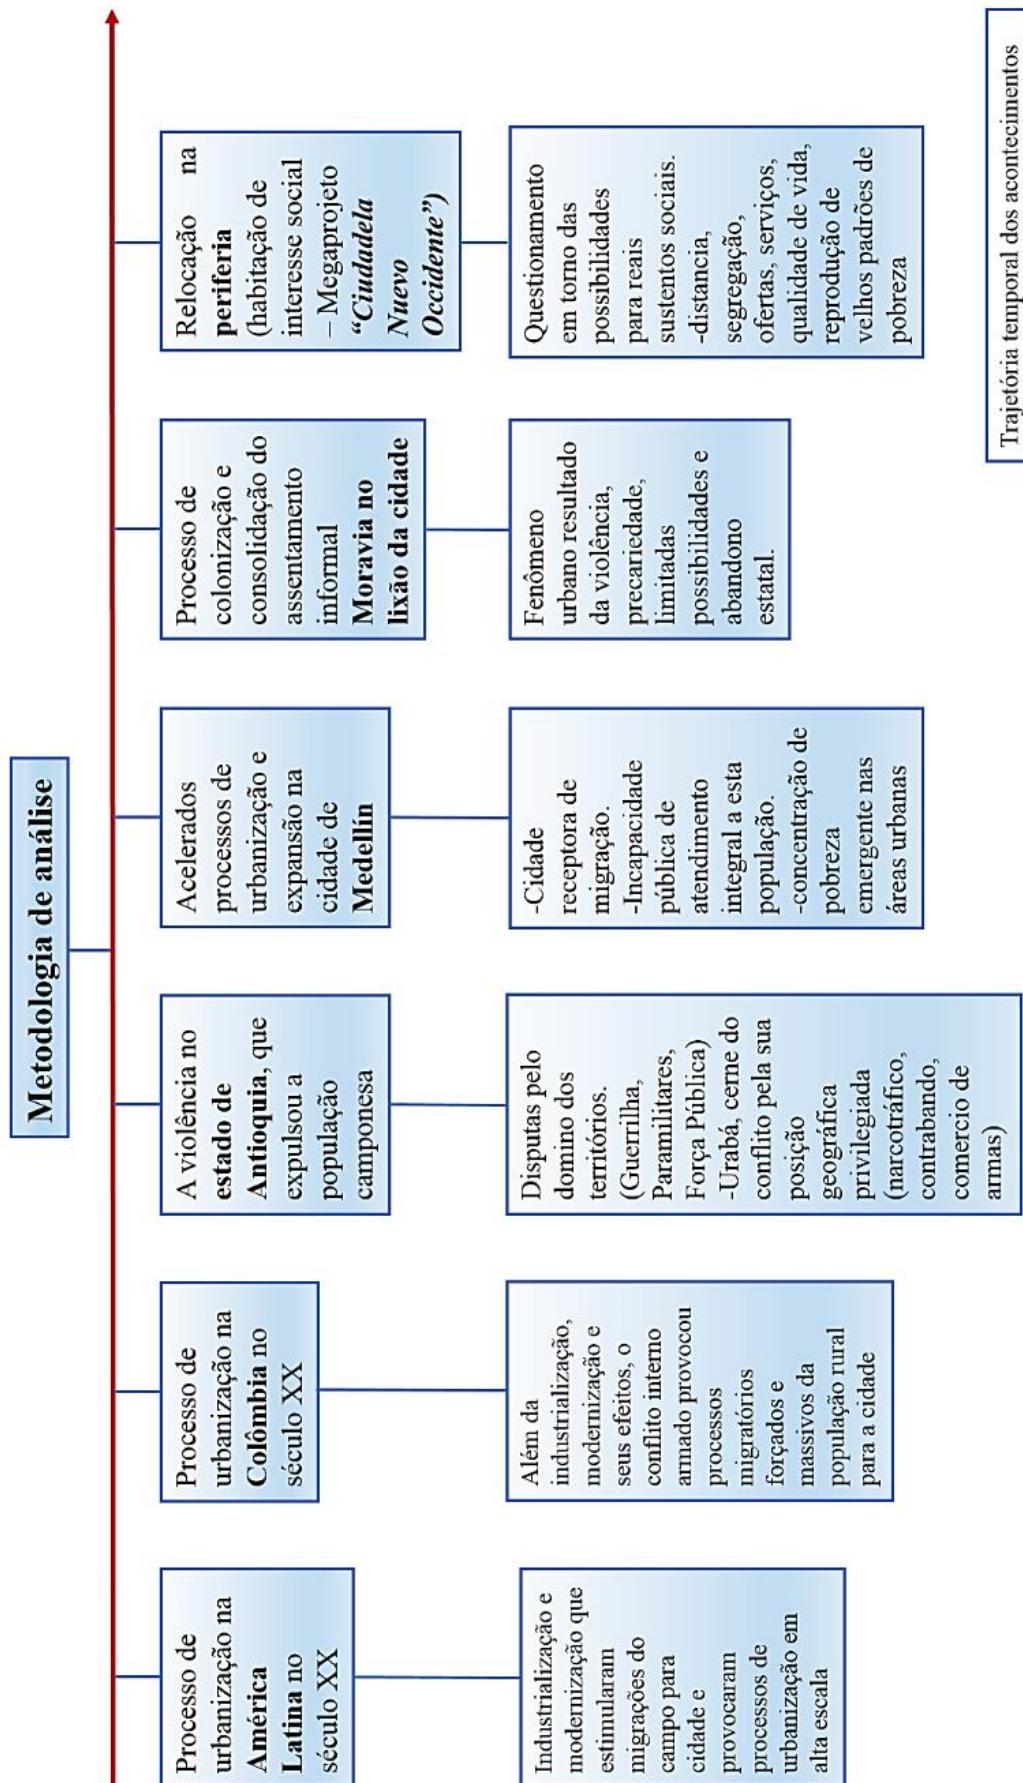 Metodologia de análise
Processo de
urbanização na
América
Latina no
século XX
Industrialização e
modernização que
estimularam
migrações do
campo para
cidade e
provocaram
processos de
urbanização em
alta escala
Processo de
urbanização na
Colômbia no
século XX
Além da
industrialização,
modernização e
seus efeitos, o
conflito interno
armado provocou
processos
migratórios
forçados e
massivos da
população rural
para a cidade
A violência no
estado de
Antioquia, que
expulsou a
população
camponesa
Disputas pelo
domino dos
territórios.
(Guerrilha,
Paramilitares,
Força Pública)
-Urabá, cerne do
conflito pela sua
posição
geográfica
privilegiada
(narcotráfico,
contrabando,
comercio de
armas)
Acelerados
processos de
urbanização e
expansão na
cidade de
Medellín
-Cidade
receptora de
migração.
-Incapacidade
pública de
atendimento
integral a esta
população.
-concentração de
pobreza
emergente nas
áreas urbanas
Processo de
colonização e
consolidação do
assentamento
informal
Moravia no
lixão da cidade
Fenômeno
urbano resultado
da violência,
precariedade,
limitadas
possibilidades e
abandono
estatal.
Relocação na
periferia
(habitação de
interesse social
– Megaprojeto
“Ciudadela
Nuevo
Occidente”)
Questionamento
em torno das
possibilidades
para reais
sustentos sociais.
-distancia,
segregação,
ofertas, serviços,
qualidade de vida,
reprodução de
velhos padrões de
pobreza
Trajetória temporal dos acontecimentos